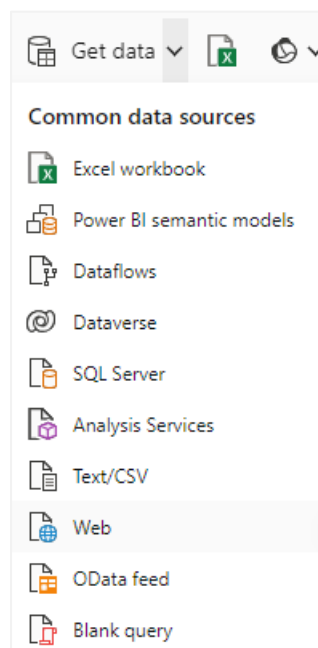 Get data
Common data sources
Excel workbook
Power BI semantic models
Dataflows
Dataverse
SQL Server
Analysis Services
Text/CSV
Web
OData feed
Blank query